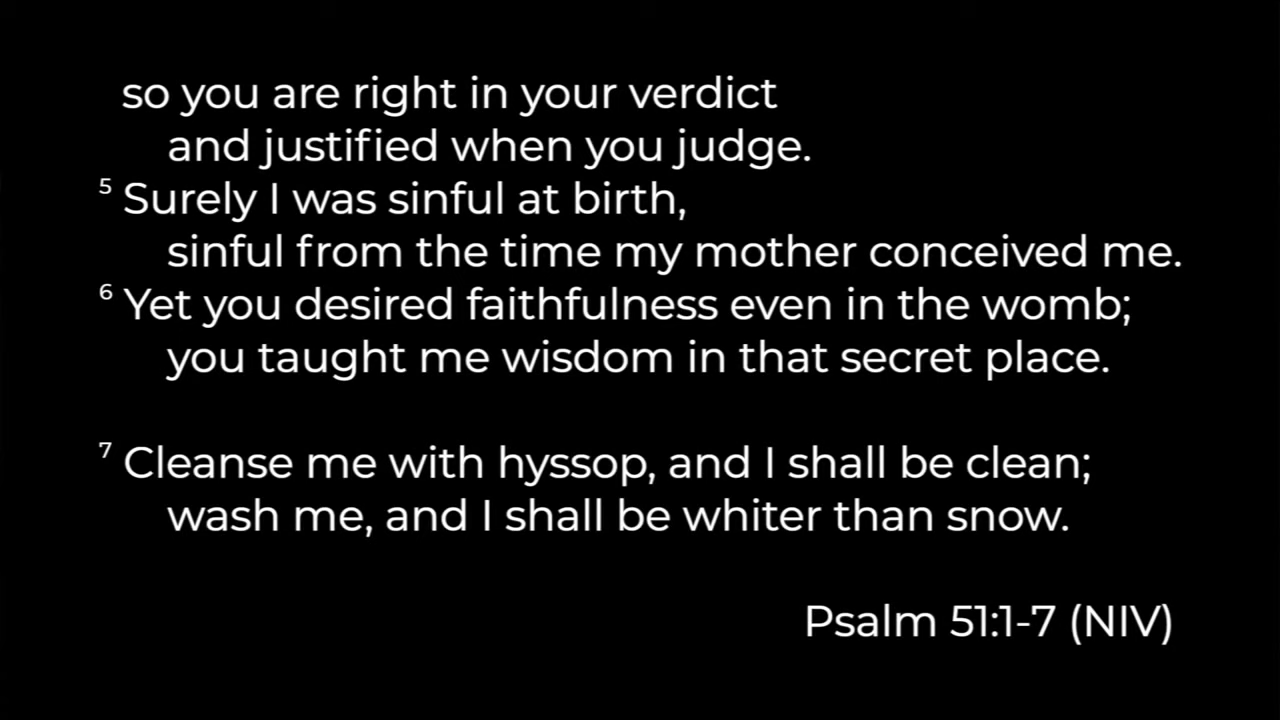 so you are right in your verdict
and justified when you judge.
5 Surely I was sinful at birth,
sinful from the time my mother conceived me.
6 Yet you desired faithfulness even in the womb;
you taught me wisdom in that secret place.
7 Cleanse me with hyssop, and I shall be clean;
wash me, and I shall be whiter than snow.
Psalm 51:1-7 (NIV)